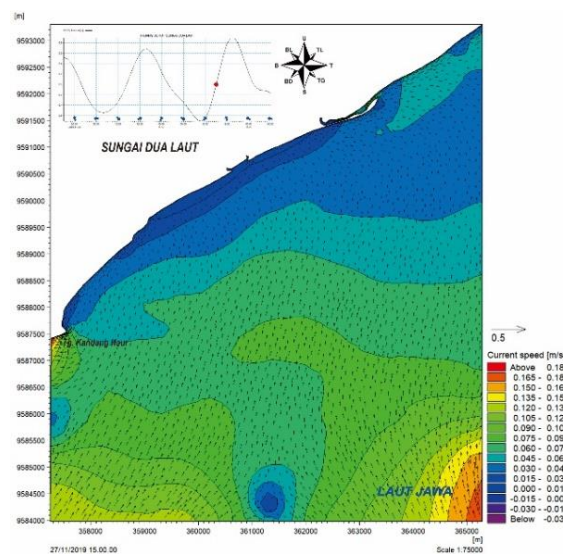 [m]
9593000
9592500
9592000
9591500
9591000
9590500
9590000
9589500
9589000
9588500
9588000
9587500
9587000
9586500
9586000
9585500
9585000
9584500
9584000
U
BL TL
B T
BD TG
S
SUNGAI DUA LAUT
LAUT JAWA
358000 359000 360000 361000 362000 363000 364000 365000
[m]
27/11/2019 15.00.00
Scale 1:75000
0.5
Current speed [m/s
Above 0.18
0.165 - 0.18
0.150 - 0.16
0.135 - 0.15
0.120 - 0.13
0.105 - 0.12
0.090 - 0.10
0.075 - 0.09
0.060 - 0.07
0.045 - 0.06
0.030 - 0.04
0.015 - 0.03
0.000 - 0.01
-0.015 - 0.00
-0.030 - -0.01
Below -0.03